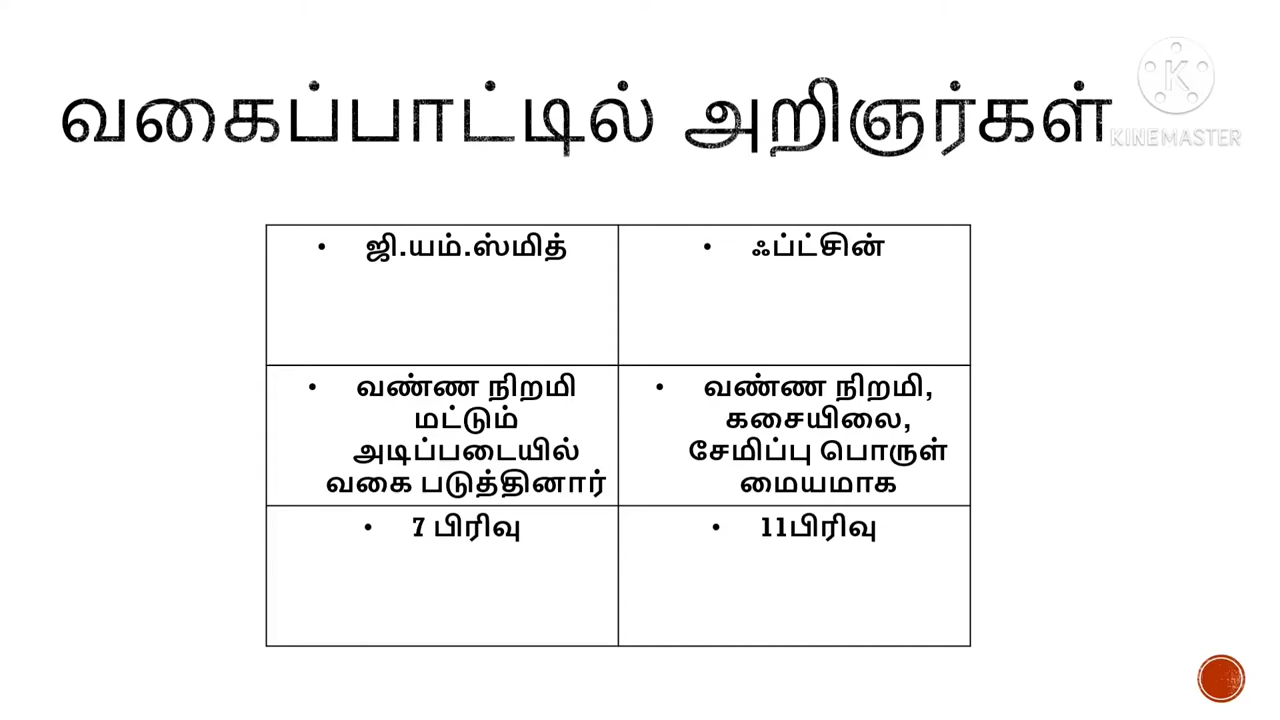 வகைப்பாட்டில் அறிஞர்கள்
KINEMASTER
• ஜி.யம்.ஸ்மித்
• ஃப்ட்சின்
• வண்ண நிறமி
மட்டும்
அடிப்படையில்
வகை படுத்தினார்
• வண்ண நிறமி,
கசையிலை,
சேமிப்பு பொருள்
மையமாக
• 7 பிரிவு
• 11பிரிவு